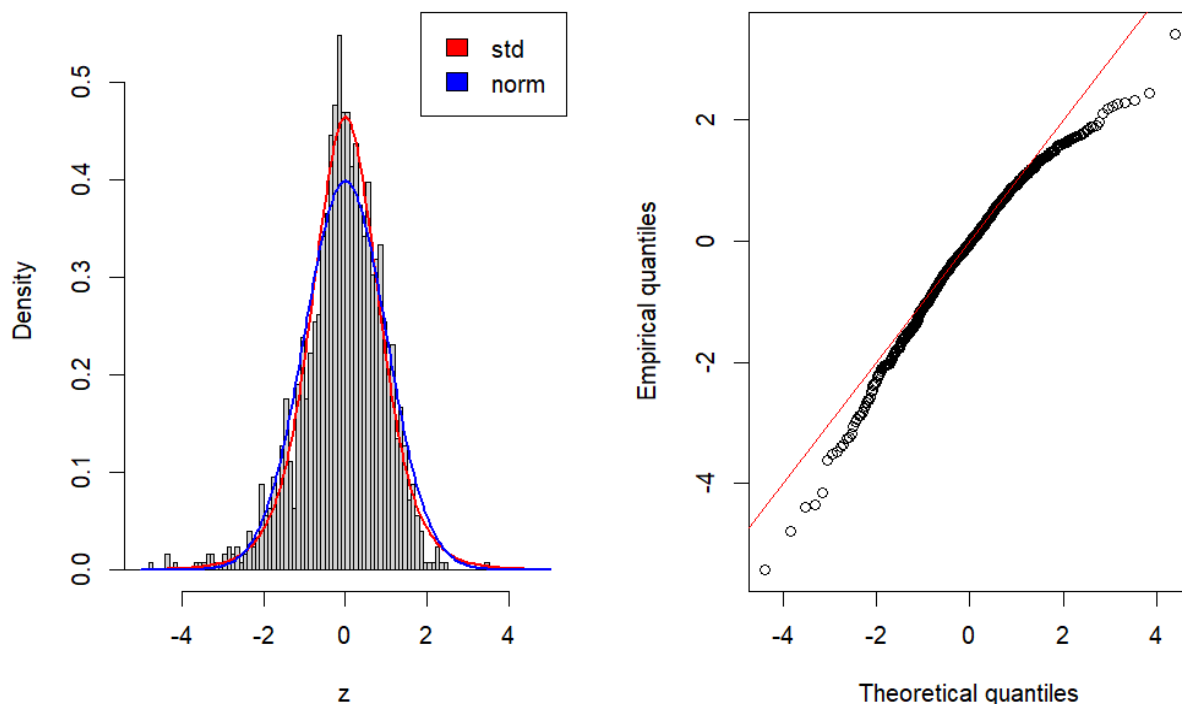 std
norm
Density
0.0
0.1
0.2
0.3
0.4
0.5
-4 -2 0 2 4
z
Empirical quantiles
-4
-2
0
2
-4 -2 0 2 4
Theoretical quantiles